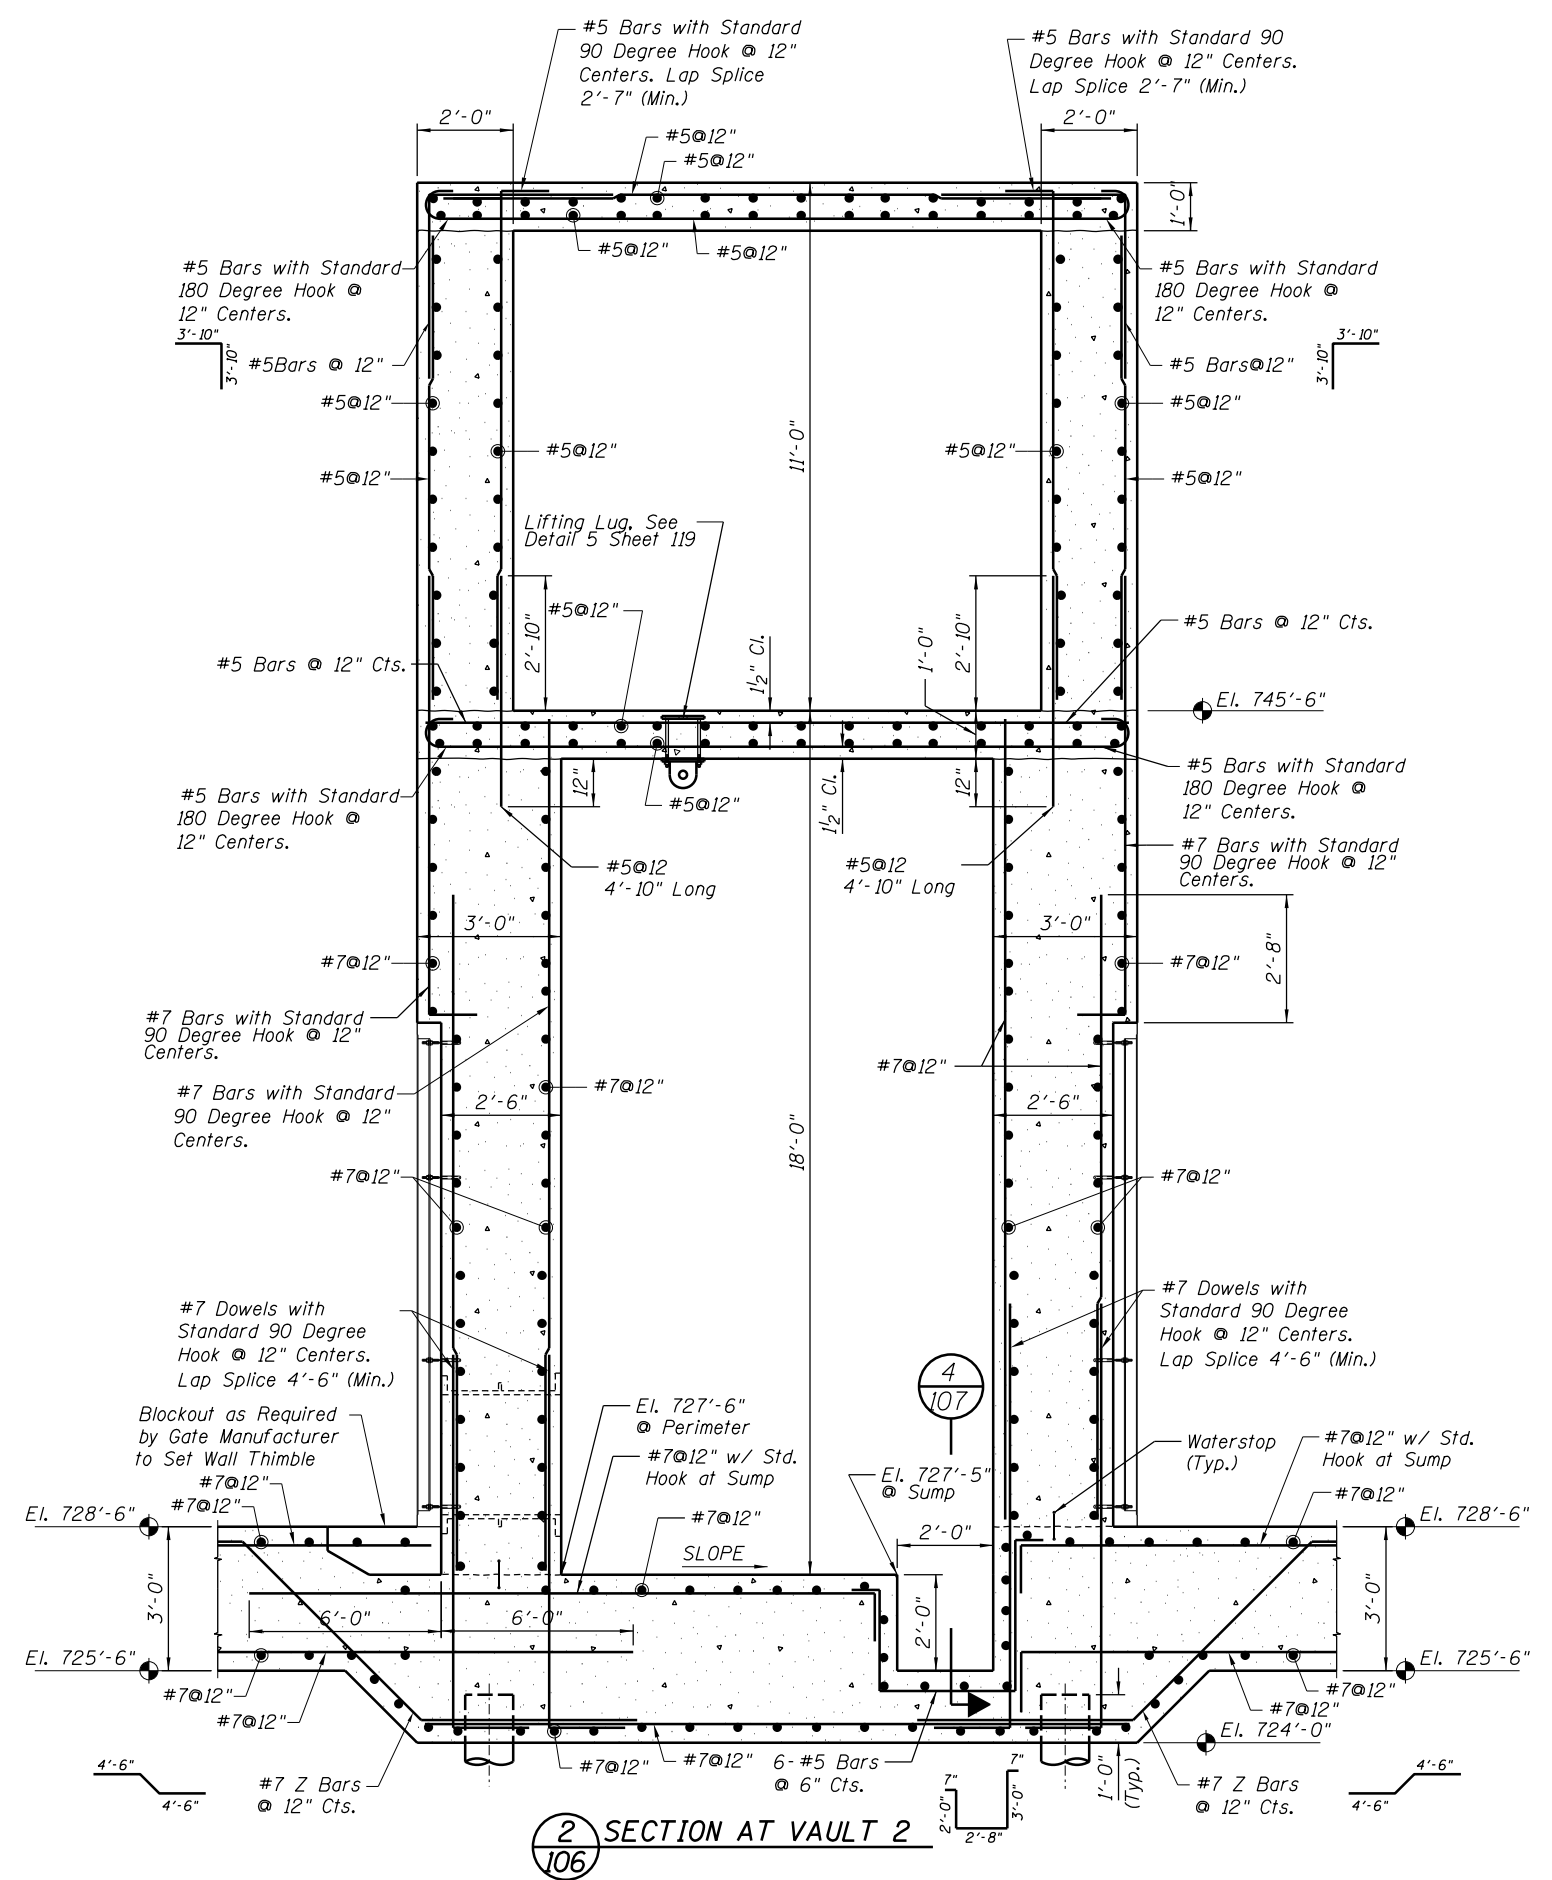 #5 Bars with Standard
90 Degree Hook @ 12"
Centers. Lap Splice
2'-7" (Min.)
#5 Bars with Standard 90
Degree Hook @ 12" Centers.
Lap Splice 2'-7" (Min.)
2'-0"
2'-0"
#5@12"
#5@12"
1'-0"
#5@12"
#5@12"
#5 Bars with Standard
180 Degree Hook @
12" Centers.
#5 Bars with Standard
180 Degree Hook @
12" Centers.
3'-10"
3'-10"
3'-10"
3'-10"
#5Bars @ 12"
#5 Bars@12"
#5@12"
#5@12"
#5@12"
#5@12"
11'-0"
#5@12"
#5@12"
Lifting Lug, See
Detail 5 Sheet 119
#5@12"
2'-10"
1½" Cl.
1'-0"
2'-10"
#5 Bars @ 12" Cts.
#5 Bars @ 12" Cts.
El. 745'-6"
#5 Bars with Standard
180 Degree Hook @
12" Centers.
12"
#5@12"
1½" Cl.
12"
#5 Bars with Standard
180 Degree Hook @
12" Centers.
#5@12
4'-10" Long
#5@12
4'-10" Long
#7 Bars with Standard
90 Degree Hook @ 12"
Centers.
3'-0"
3'-0"
2'-8"
#7@12"
#7@12"
#7 Bars with Standard
90 Degree Hook @ 12"
Centers.
#7@12"
#7 Bars with Standard
90 Degree Hook @ 12"
Centers.
#7@12"
2'-6"
2'-6"
18'-0"
#7@12"
#7@12"
#7 Dowels with
Standard 90 Degree
Hook @ 12" Centers.
Lap Splice 4'-6" (Min.)
#7 Dowels with
Standard 90 Degree
Hook @ 12" Centers.
Lap Splice 4'-6" (Min.)
4
107
Blockout as Required
by Gate Manufacturer
to Set Wall Thimble
El. 727'-6"
@ Perimeter
#7@12" w/ Std.
Hook at Sump
El. 727'-5"
@ Sump
Waterstop
(Typ.)
#7@12" w/ Std.
Hook at Sump
#7@12"
#7@12"
#7@12"
#7@12"
El. 728'-6"
El. 728'-6"
SLOPE
2'-0"
3'-0"
6'-0"
6'-0"
2'-0"
3'-0"
El. 725'-6"
El. 725'-6"
#7@12"
#7@12"
#7@12"
#7@12"
El. 724'-0"
#7@12"
#7@12"
6-#5 Bars
@ 6" Cts.
1'-0"
(Typ.)
4'-6"
4'-6"
#7 Z Bars
@ 12" Cts.
7"
2'-0"
2'-8"
3'-0"
7"
#7 Z Bars
@ 12" Cts.
4'-6"
4'-6"
2
106
SECTION AT VAULT 2